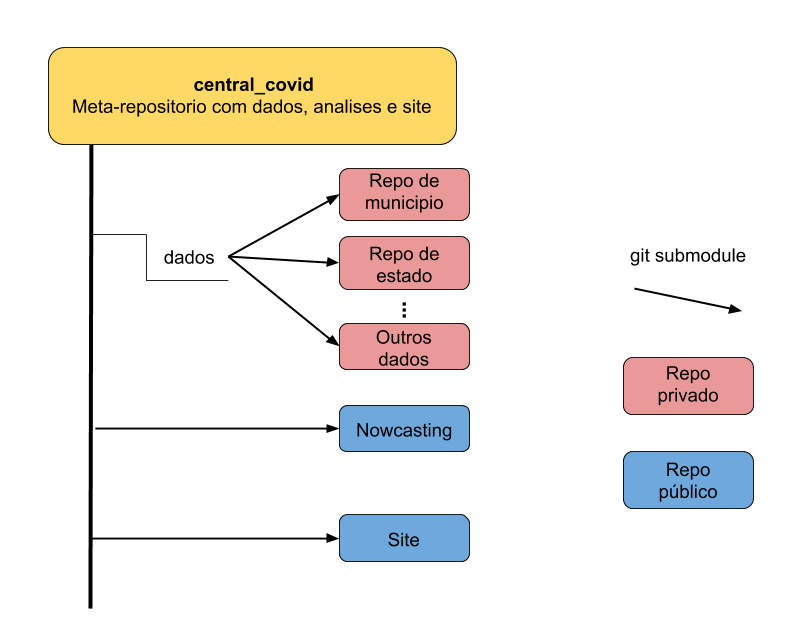 central_covid
Meta-repositorio com dados, analises e site
Repo de
municipio
dados
Repo de
estado
...
Outros
dados
Nowcasting
Site
git submodule
Repo
privado
Repo
público